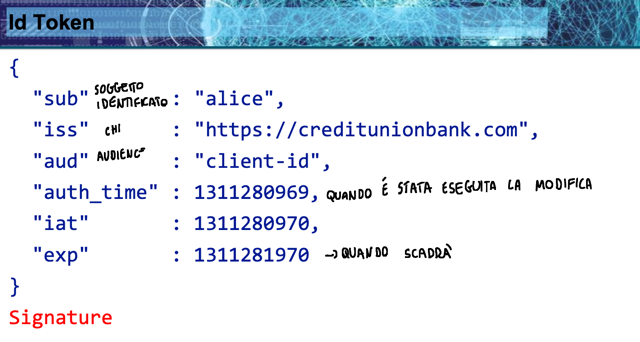 Id Token
{
"sub" SOGGETTO IDENTIFICATO : "alice",
"iss" CHI : "https://creditunionbank.com",
"aud" AUDIENCE : "client-id",
"auth_time" : 1311280969, QUANDO È STATA ESEGUITA LA MODIFICA
"iat" : 1311280970,
"exp" : 1311281970 → QUANDO SCADRÀ
}
Signature